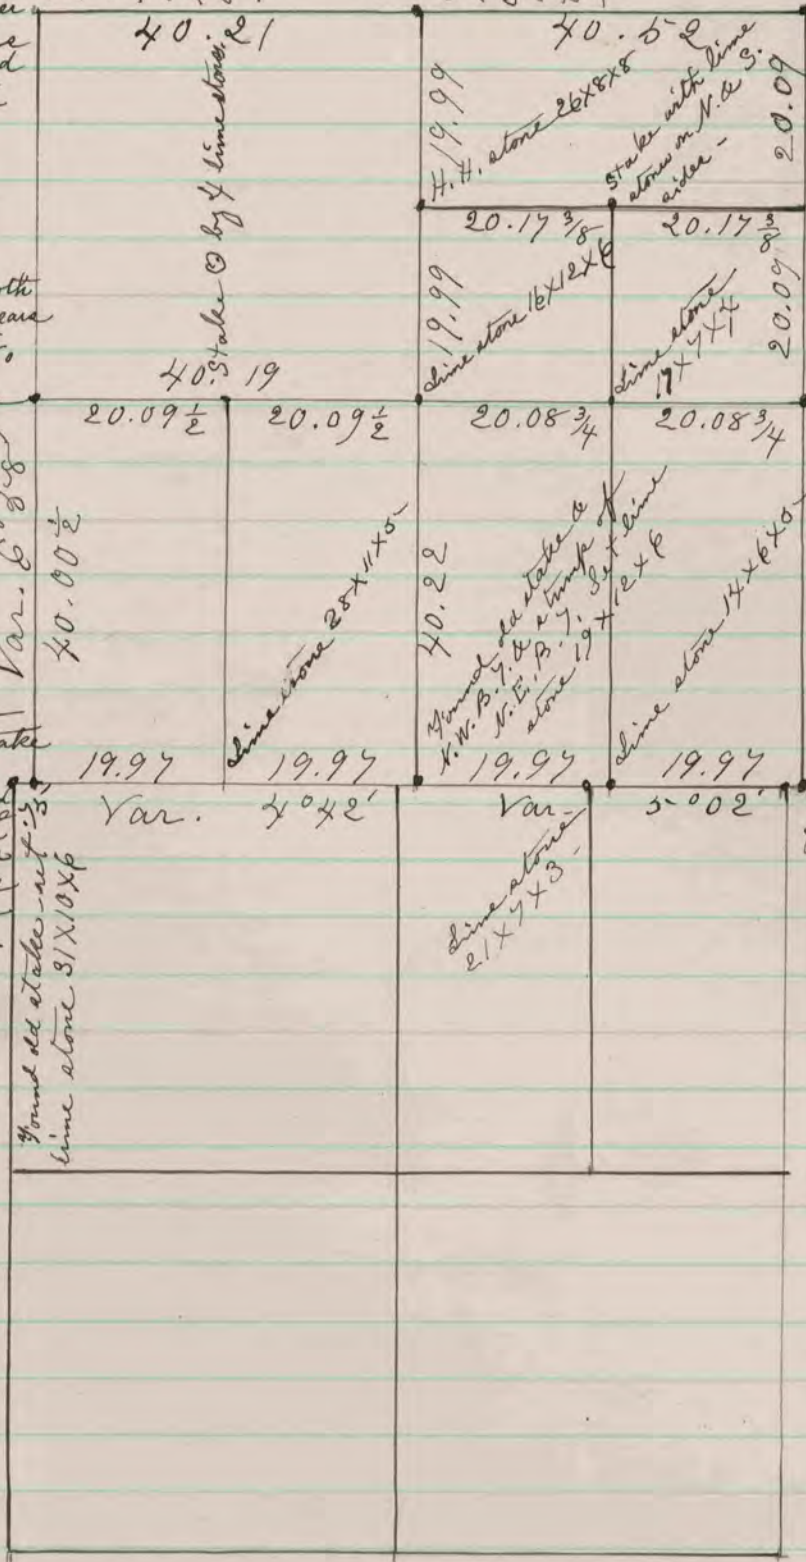 40.21
40.52
Stake ⊙ by 4 lime stones.
19.99
H.H. stone 26x8x8
Stake with lime
stones on N. & S.
sides -
20.09
20.17 3/8
20.17 3/8
19.99
Lime stone 16x12x6
Lime stone
17x7x7
20.09
40.19
20.09 1/2
20.09 1/2
20.08 3/4
20.08 3/4
Var. 6°
40.00 1/2
Lime stone 28x11x5-
40.22
Found old stake &
N.W. B.T. & stump of
N.E. B.T. Set lime
stone 19x12x6
Lime stone 14x6x5-
19.97
19.97
19.97
19.97
Var. 4°42'
Var. 5°02'
Found old stake - set
lime stone 31x10x6
Lime stone
21x7x3-